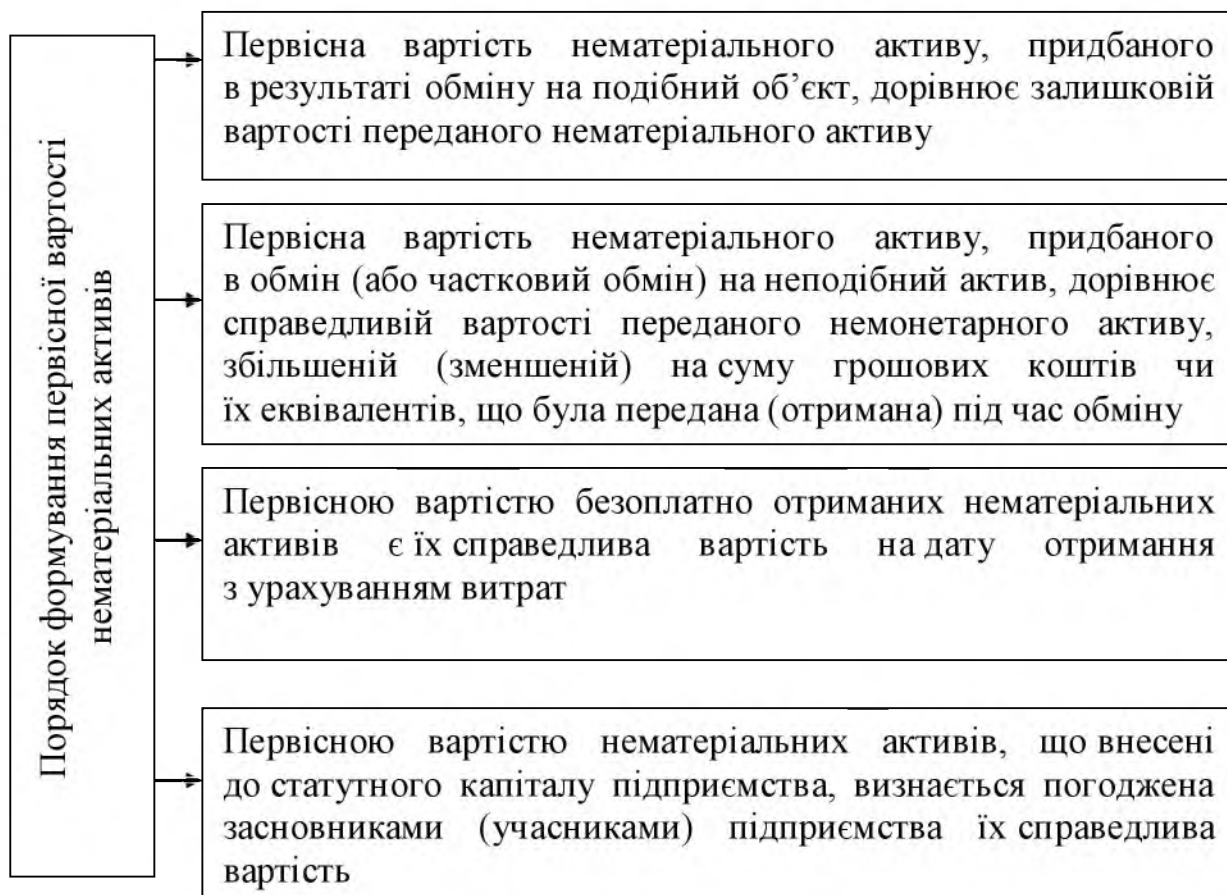 Порядок формування первісної вартості
нематеріальних активів
Первісна вартість нематеріального активу, придбаного
в результаті обміну на подібний об’єкт, дорівнює залишковій
вартості переданого нематеріального активу
Первісна вартість нематеріального активу, придбаного
в обмін (або частковий обмін) на неподібний актив, дорівнює
справедливій вартості переданого немонетарного активу,
збільшеній (зменшеній) на суму грошових коштів чи
їх еквівалентів, що була передана (отримана) під час обміну
Первісною вартістю безоплатно отриманих нематеріальних
активів є їх справедлива вартість на дату отримання
з урахуванням витрат
Первісною вартістю нематеріальних активів, що внесені
до статутного капіталу підприємства, визнається погоджена
засновниками (учасниками) підприємства їх справедлива
вартість